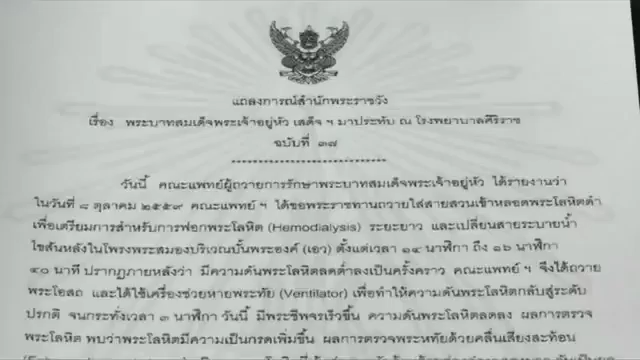 แถลงการณ์สำนักพระราชวัง
เรื่อง พระบาทสมเด็จพระเจ้าอยู่หัว เสด็จ ฯ มาประทับ ณ โรงพยาบาลศิริราช
ฉบับที่ ๓๗
วันนี้ คณะแพทย์ผู้ถวายการรักษาพระบาทสมเด็จพระเจ้าอยู่หัว ได้รายงานว่า
ในวันที่ ๘ ตุลาคม ๒๕๕๙ คณะแพทย์ ฯ ได้ขอพระราชทานถวายใส่สายสวนเข้าหลอดพระโลหิตดำ
เพื่อเตรียมการสำหรับการฟอกพระโลหิต (Hemodialysis) ระยะยาว และเปลี่ยนสายระบายน้ำ
ไขสันหลังในโพรงพระสมองบริเวณบั้นพระองค์ (เอว) ตั้งแต่เวลา ๑๔ นาฬิกา ถึง ๑๖ นาฬิกา
๔๐ นาที ปรากฏภายหลังว่า มีความดันพระโลหิตลดต่ำลงเป็นครั้งคราว คณะแพทย์ ฯ จึงได้ถวาย
พระโอสถ และได้ใช้เครื่องช่วยหายพระทัย (Ventilator) เพื่อทำให้ความดันพระโลหิตกลับสู่ระดับ
ปรกติ จนกระทั่งเวลา ๓ นาฬิกา วันนี้ มีพระชีพจรเร็วขึ้น ความดันพระโลหิตลดลง ผลการตรวจ
พระโลหิต พบว่าพระโลหิตมีความเป็นกรดเพิ่มขึ้น ผลการตรวจพระหทัยด้วยคลื่นเสียงสะท้อน